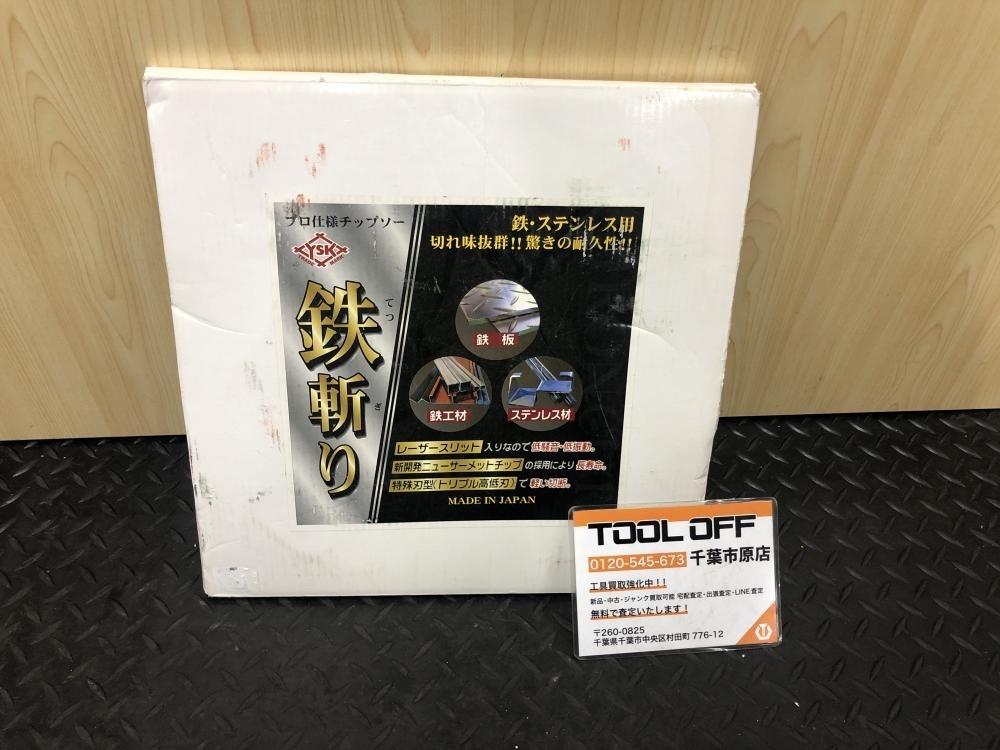 プロ仕様チップソー
YSK
TRADE MARK
鉄斬り
てつ
ぎ
鉄・ステンレス用
切れ味抜群!!驚きの耐久性!!
鉄 板
鉄工材
ステンレス材
レーザースリット入りなので低騒音・低振動。
新開発ニューサーメットチップの採用により長寿命。
特殊刃型(トリプル高低刃)で軽い切断。
MADE IN JAPAN
TOOL OFF
0120-545-673 千葉市原店
工具買取強化中!!
新品・中古・ジャンク買取可能 宅配査定・出張査定・LINE査定
無料で査定いたします!
〒260-0825
千葉県千葉市中央区村田町 776-12